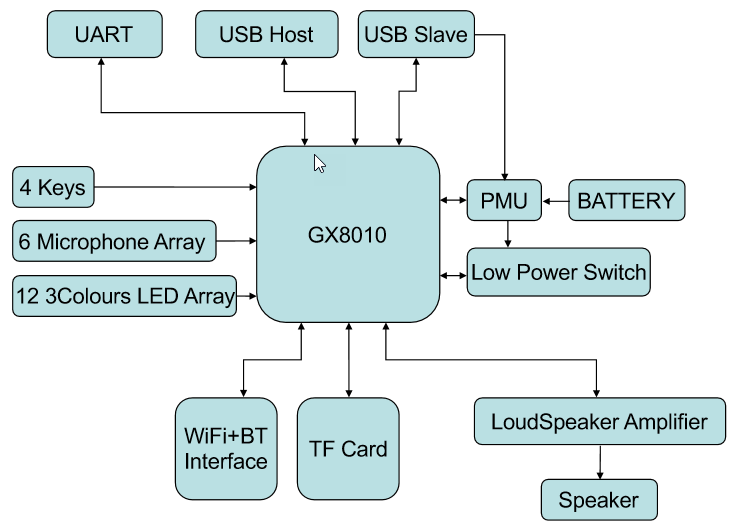 UART
USB Host
USB Slave
4 Keys
PMU
BATTERY
6 Microphone Array
GX8010
Low Power Switch
12 3Colours LED Array
WiFi+BT
Interface
TF Card
LoudSpeaker Amplifier
Speaker